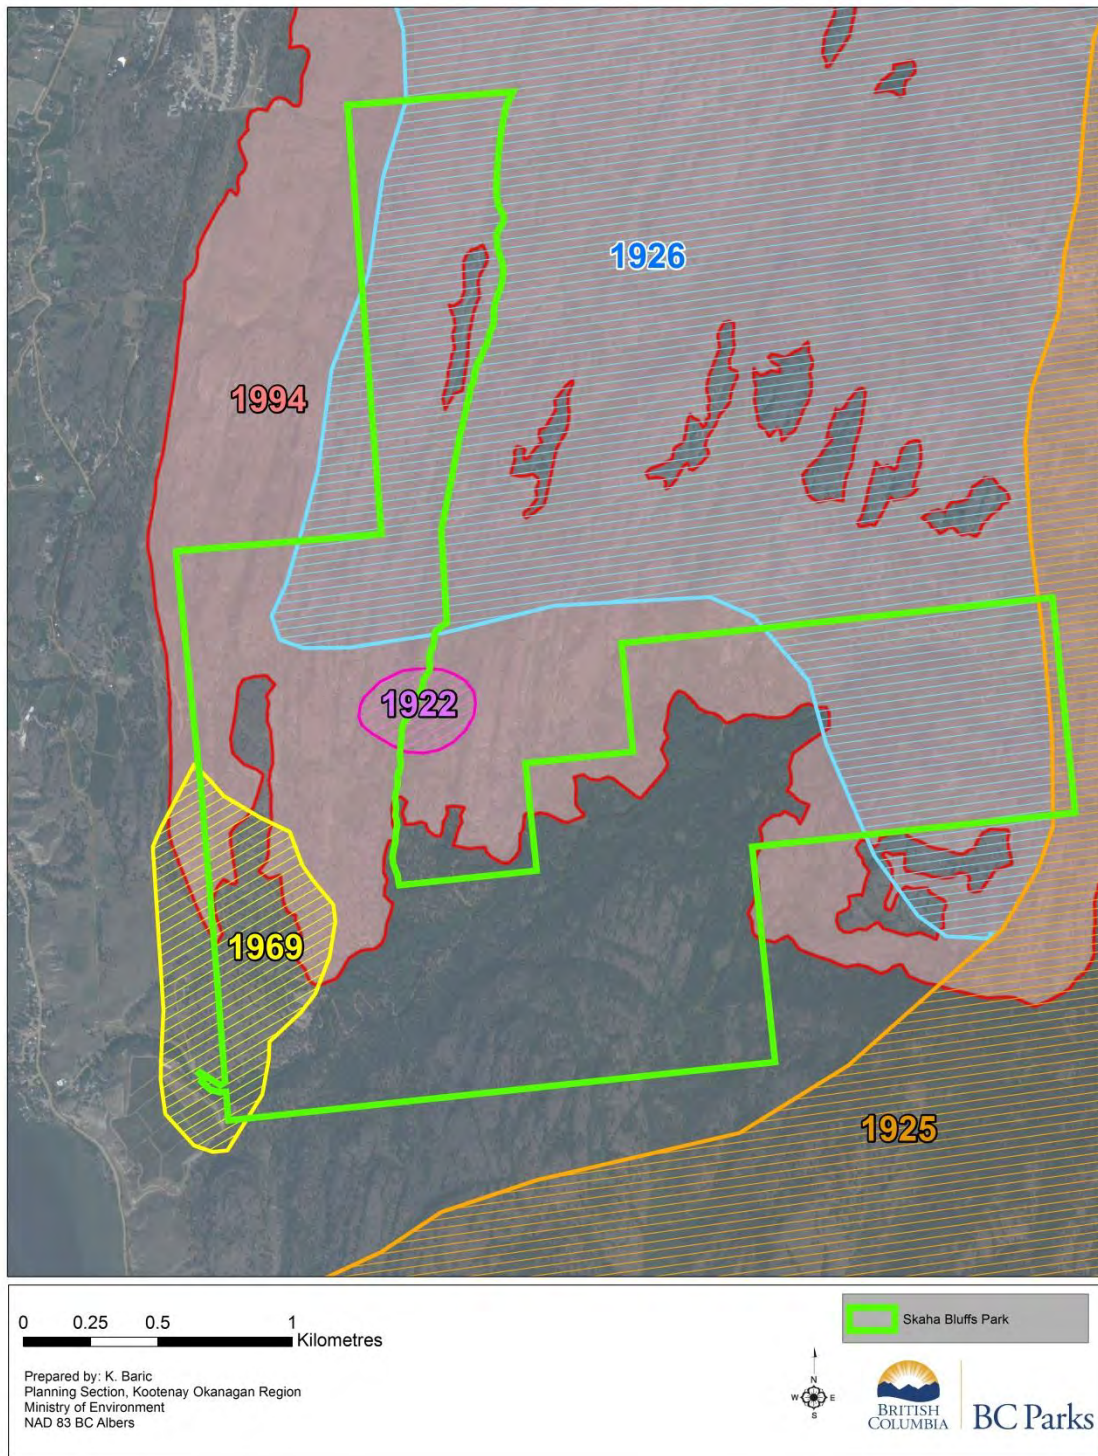 1926
1994
1922
1969
1925
0 0.25 0.5 1
Kilometres
Skaha Bluffs Park
Prepared by: K. Baric
Planning Section, Kootenay Okanagan Region
Ministry of Environment
NAD 83 BC Albers
N
W E
S
BRITISH
COLUMBIA
BC Parks